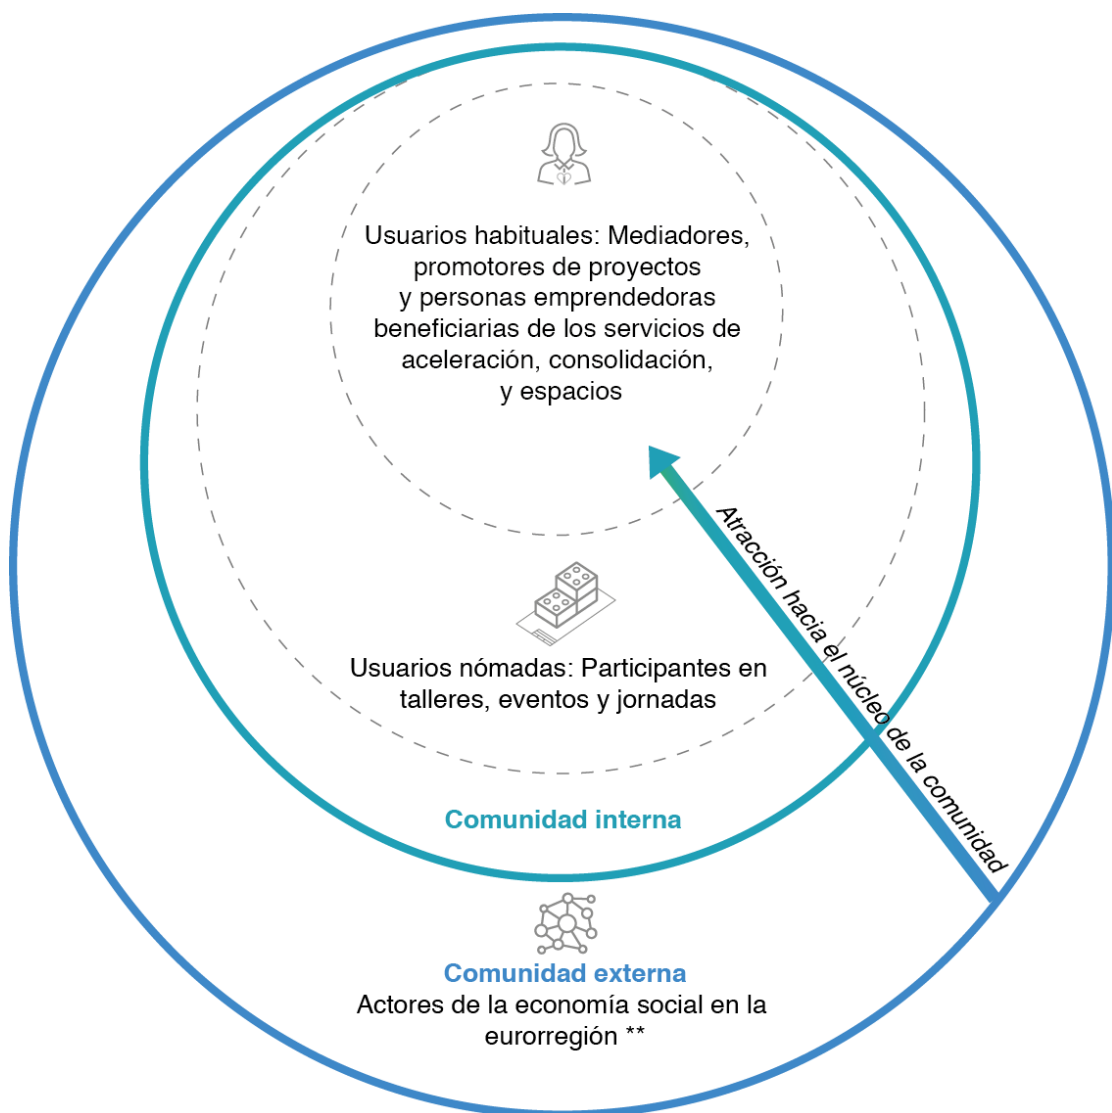 Usuarios habituales: Mediadores,
promotores de proyectos
y personas emprendedoras
beneficiarias de los servicios de
aceleración, consolidación,
y espacios
Atracción hacia el núcleo de la comunidad
Usuarios nómadas: Participantes en
talleres, eventos y jornadas
Comunidad interna
Comunidad externa
Actores de la economía social en la
eurorregión **